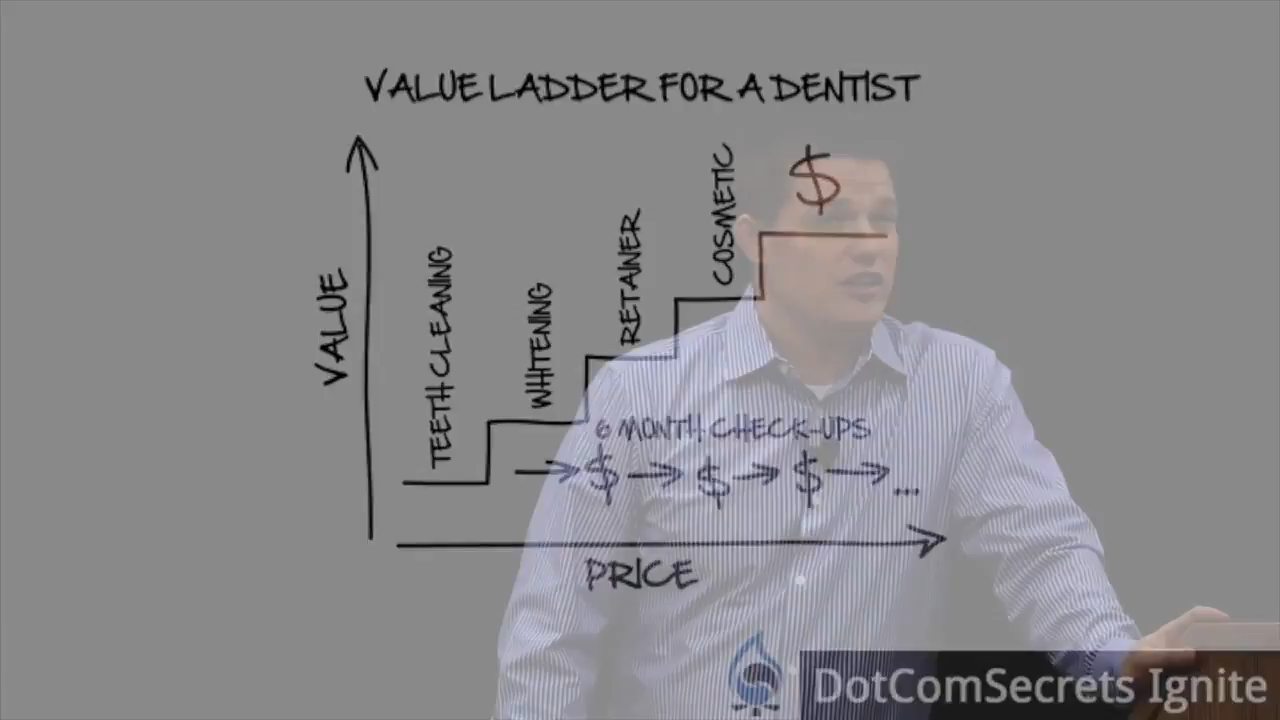 VALUE LADDER FOR A DENTIST
VALUE
TEETH CLEANING
WHITENING
RETAINER
COSMETIC
$
6 MONTH CHECK-UPS
→ $ → $ → $ → ...
PRICE
DotComSecrets Ignite